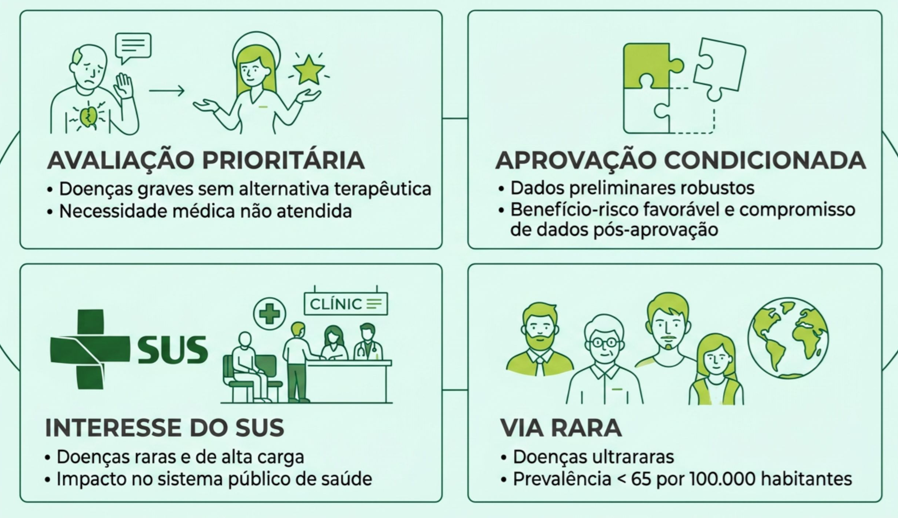 AVALIAÇÃO PRIORITÁRIA
• Doenças graves sem alternativa terapêutica
• Necessidade médica não atendida
APROVAÇÃO CONDICIONADA
• Dados preliminares robustos
• Benefício-risco favorável e compromisso
de dados pós-aprovação
SUS
CLÍNIC
INTERESSE DO SUS
• Doenças raras e de alta carga
• Impacto no sistema público de saúde
VIA RARA
• Doenças ultrararas
• Prevalência < 65 por 100.000 habitantes